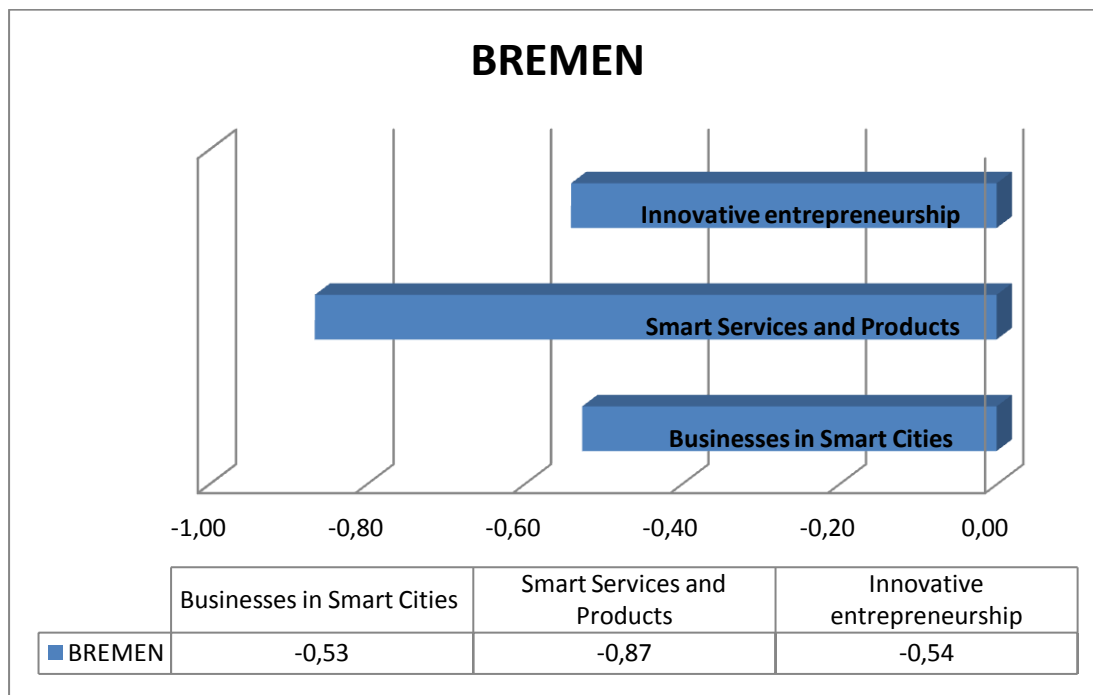 BREMEN
Innovative entrepreneurship
Smart Services and Products
Businesses in Smart Cities
-1,00 -0,80 -0,60 -0,40 -0,20 0,00
Businesses in Smart Cities
Smart Services and
Products
Innovative
entrepreneurship
BREMEN -0,53 -0,87 -0,54